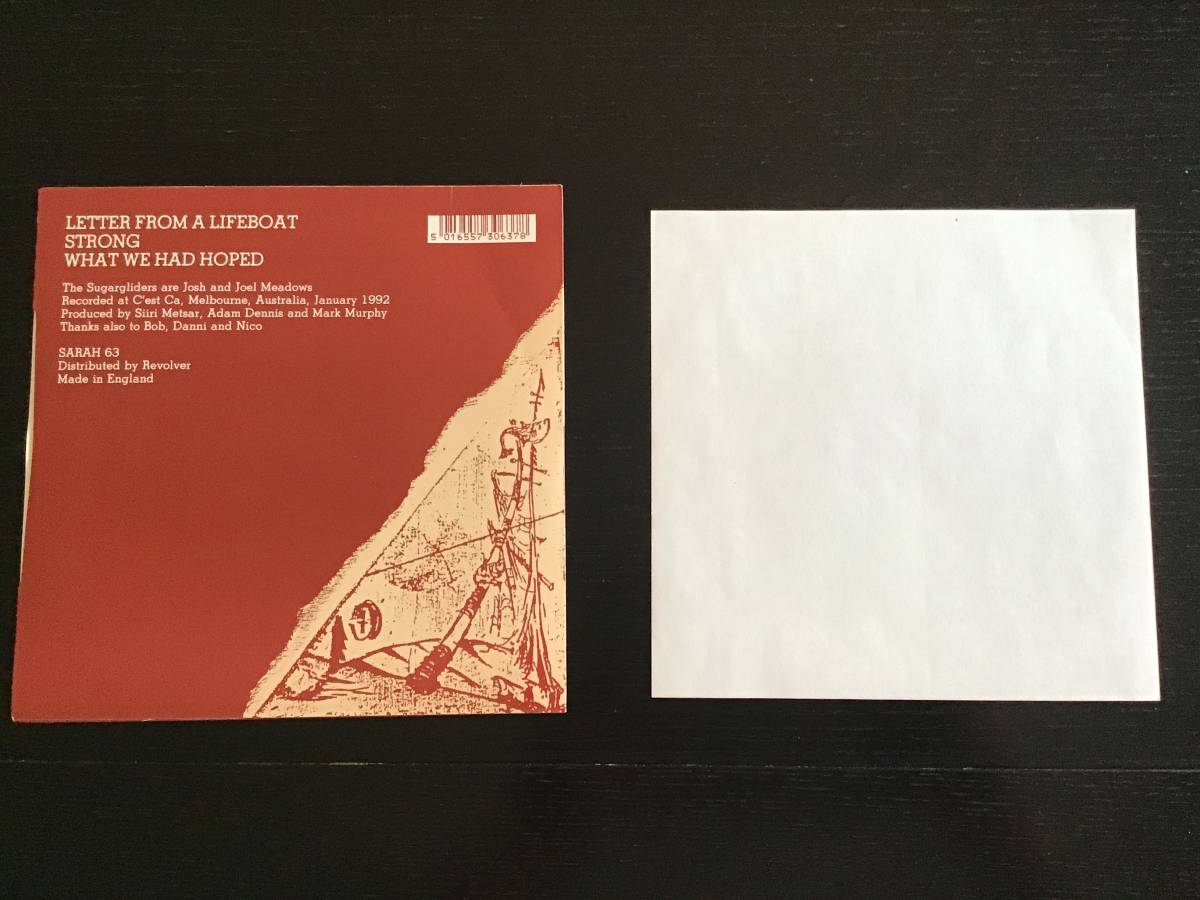 LETTER FROM A LIFEBOAT
STRONG
WHAT WE HAD HOPED
5 016557 306378
The Sugargliders are Josh and Joel Meadows
Recorded at C'est Ca, Melbourne, Australia, January 1992
Produced by Siiri Metsar, Adam Dennis and Mark Murphy
Thanks also to Bob, Danni and Nico
SARAH 63
Distributed by Revolver
Made in England